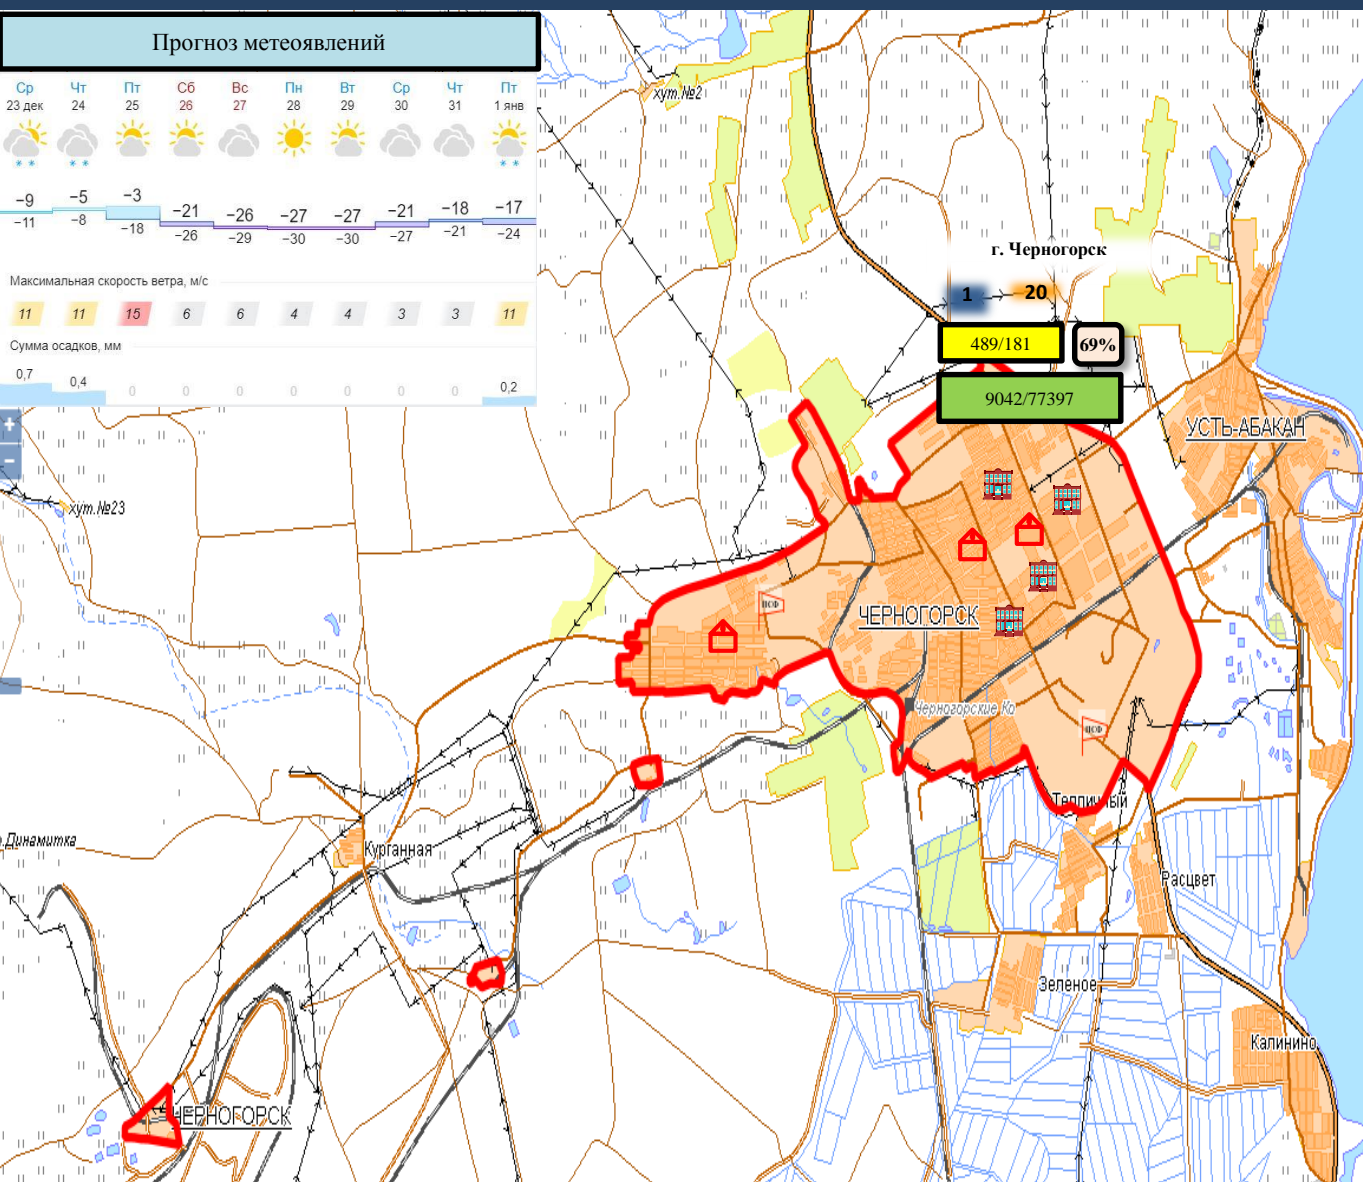 Прогноз метеоявлений
Ср Чт Пт Сб Вс Пн Вт Ср Чт Пт
23 дек 24 25 26 27 28 29 30 31 1 янв
−9 −5 −3 −21 −26 −27 −27 −21 −18 −17
−11 −8 −18 −26 −29 −30 −30 −27 −21 −24
Максимальная скорость ветра, м/с
11 11 15 6 6 4 4 3 3 11
Сумма осадков, мм
0,7 0,4 0 0 0 0 0 0 0 0,2
+
−
хут.№2
г. Черногорск
1 20
489/181 69%
9042/77397
УСТЬ-АБАКАН
хут.№23
ЦОФ
ЧЕРНОГОРСК
Черногорские Ко
ЦОФ
Тепличный
.Динамитка
Курганная
Расцвет
Зелёное
Калинино
ЧЕРНОГОРСК